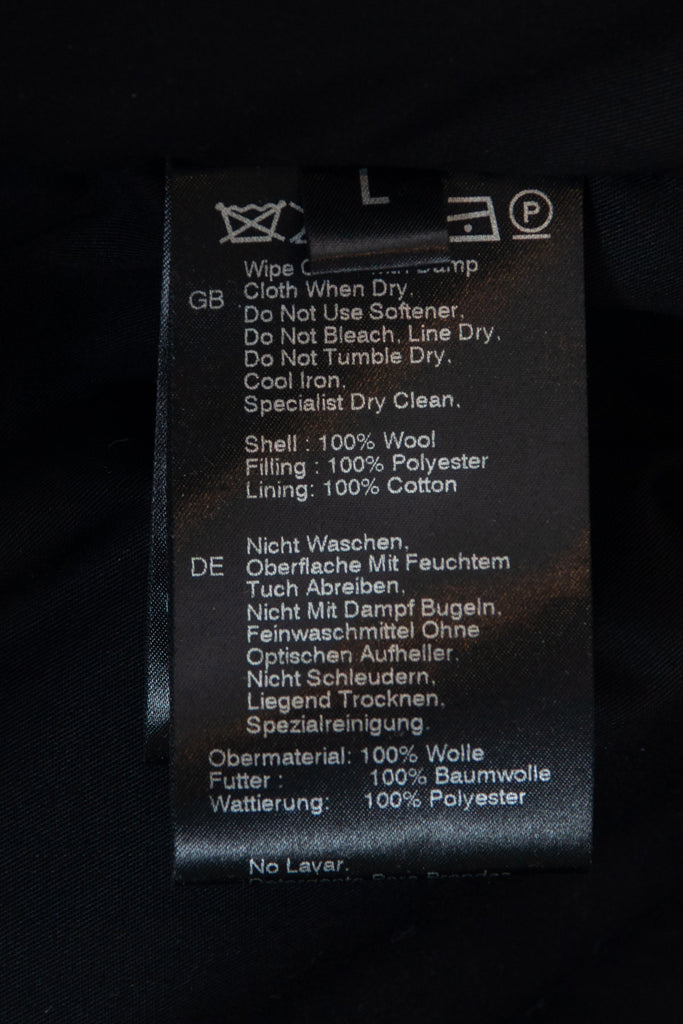 L
P
Wipe
GB
Cloth When Dry.
Do Not Use Softener.
Do Not Bleach. Line Dry.
Do Not Tumble Dry.
Cool Iron.
Specialist Dry Clean.
Shell : 100% Wool
Filling : 100% Polyester
Lining: 100% Cotton
DE
Nicht Waschen.
Oberflache Mit Feuchtem
Tuch Abreiben.
Nicht Mit Dampf Bugeln.
Feinwaschmittel Ohne
Optischen Aufheller.
Nicht Schleudern.
Liegend Trocknen.
Spezialreinigung.
Obermaterial: 100% Wolle
Futter : 100% Baumwolle
Wattierung: 100% Polyester
No Lavar.